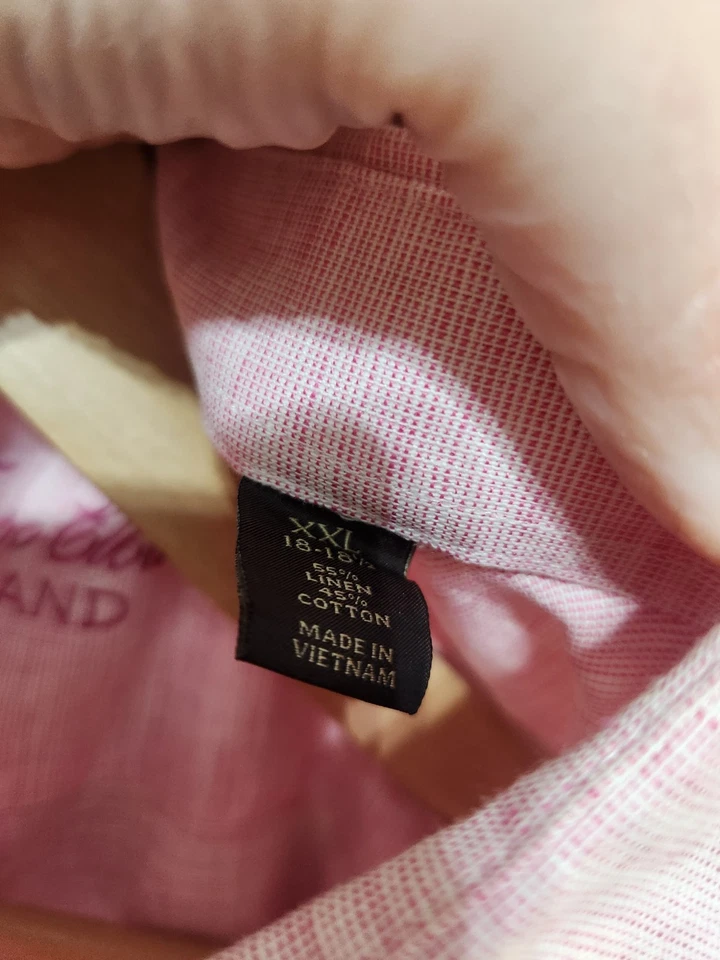 XXL
18-18½
55%
LINEN
45%
COTTON
MADE IN
VIETNAM
AND